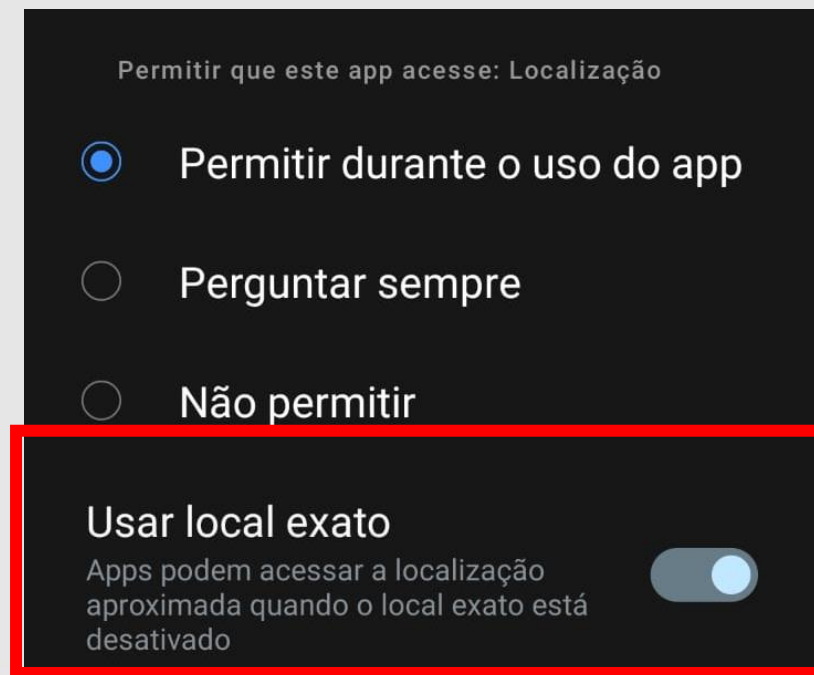 Permitir que este app acesse: Localização
Permitir durante o uso do app
Perguntar sempre
Não permitir
Usar local exato
Apps podem acessar a localização
aproximada quando o local exato está
desativado